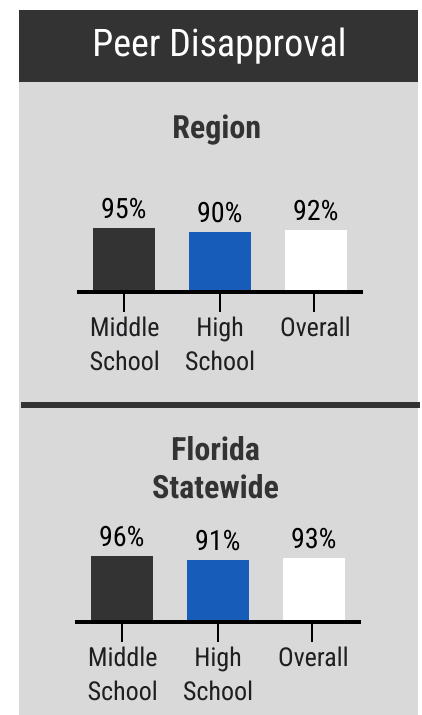 Peer Disapproval
Region
95% 90% 92%
Middle School High School Overall
Florida
Statewide
96% 91% 93%
Middle School High School Overall